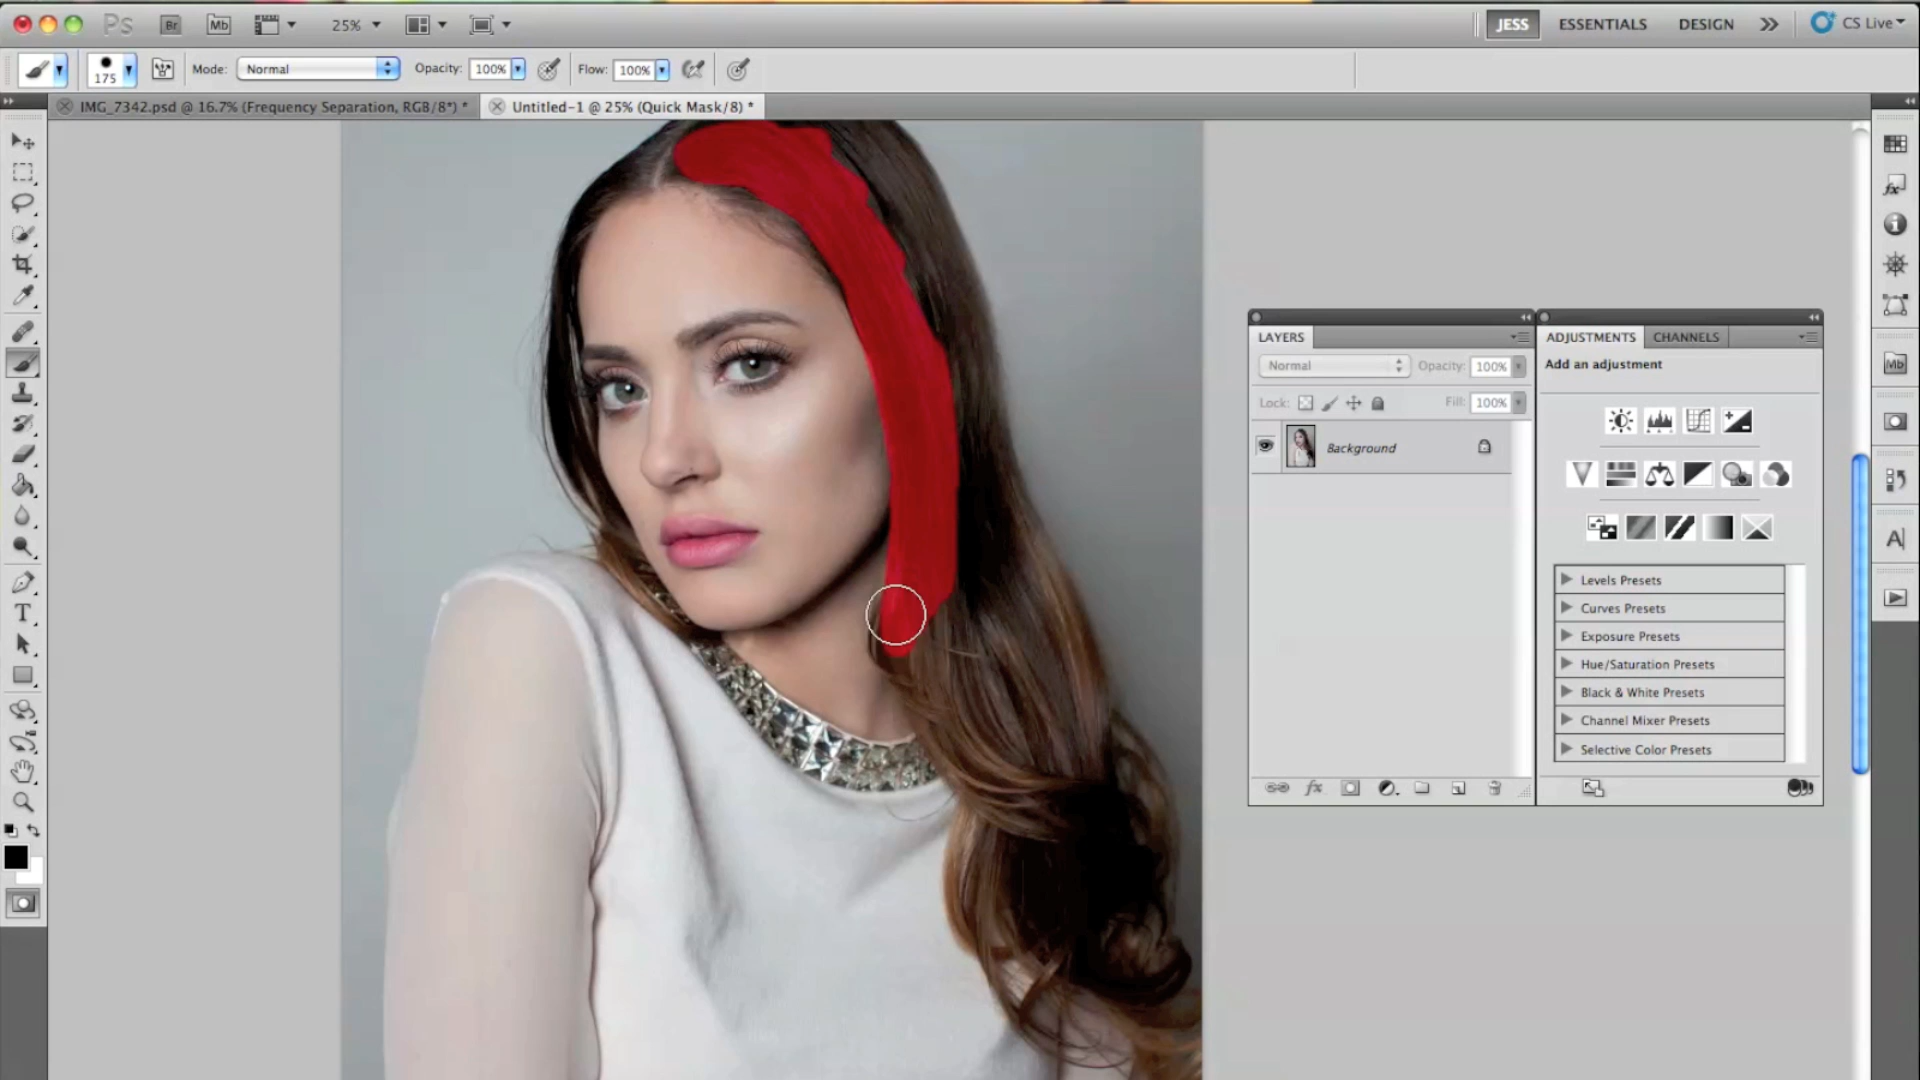 Ps Br Mb 25% JESS ESSENTIALS DESIGN CS Live
175 Mode: Normal Opacity: 100% Flow: 100%
IMG_7342.psd @ 16.7% (Frequency Separation, RGB/8*) * Untitled-1 @ 25% (Quick Mask/8) *
LAYERS
Normal Opacity: 100%
Lock: Fill: 100%
Background
fx
ADJUSTMENTS CHANNELS
Add an adjustment
Levels Presets
Curves Presets
Exposure Presets
Hue/Saturation Presets
Black & White Presets
Channel Mixer Presets
Selective Color Presets
T
fx
Mb
A